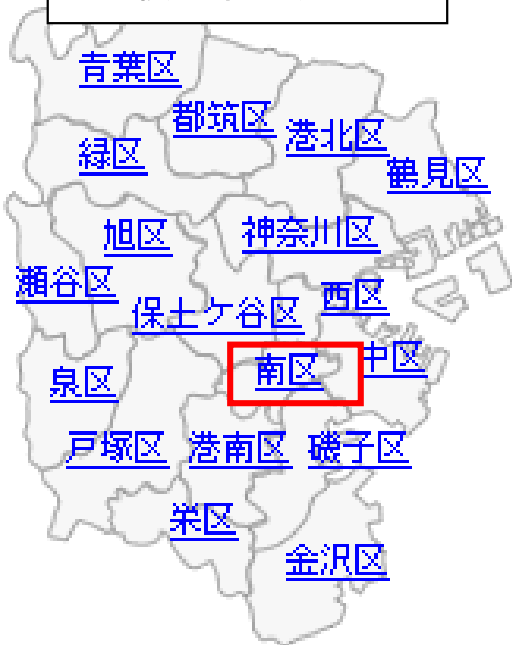 青葉区
都筑区
港北区
緑区
鶴見区
旭区
神奈川区
瀬谷区
西区
保土ケ谷区
中区
南区
泉区
戸塚区
港南区
磯子区
栄区
金沢区